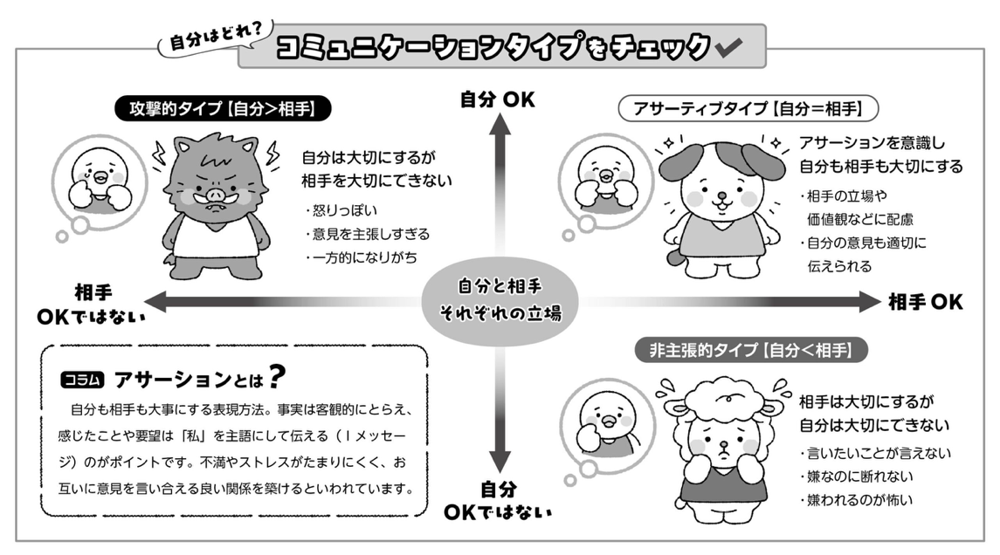 自分はどれ?
コミュニケーションタイプをチェック
自分 OK
攻撃的タイプ【自分>相手】
自分は大切にするが
相手を大切にできない
・怒りっぽい
・意見を主張しすぎる
・一方的になりがち
アサーティブタイプ【自分=相手】
アサーションを意識し
自分も相手も大切にする
・相手の立場や
価値観などに配慮
・自分の意見も適切に
伝えられる
相手
OKではない
自分と相手
それぞれの立場
相手 OK
コラム アサーションとは?
自分も相手も大事にする表現方法。事実は客観的にとらえ、
感じたことや要望は「私」を主語にして伝える(Iメッセー
ジ)のがポイントです。不満やストレスがたまりにくく、お
互いに意見を言い合える良い関係を築けるといわれています。
自分
OKではない
非主張的タイプ【自分<相手】
相手は大切にするが
自分は大切にできない
・言いたいことが言えない
・嫌なのに断れない
・嫌われるのが怖い